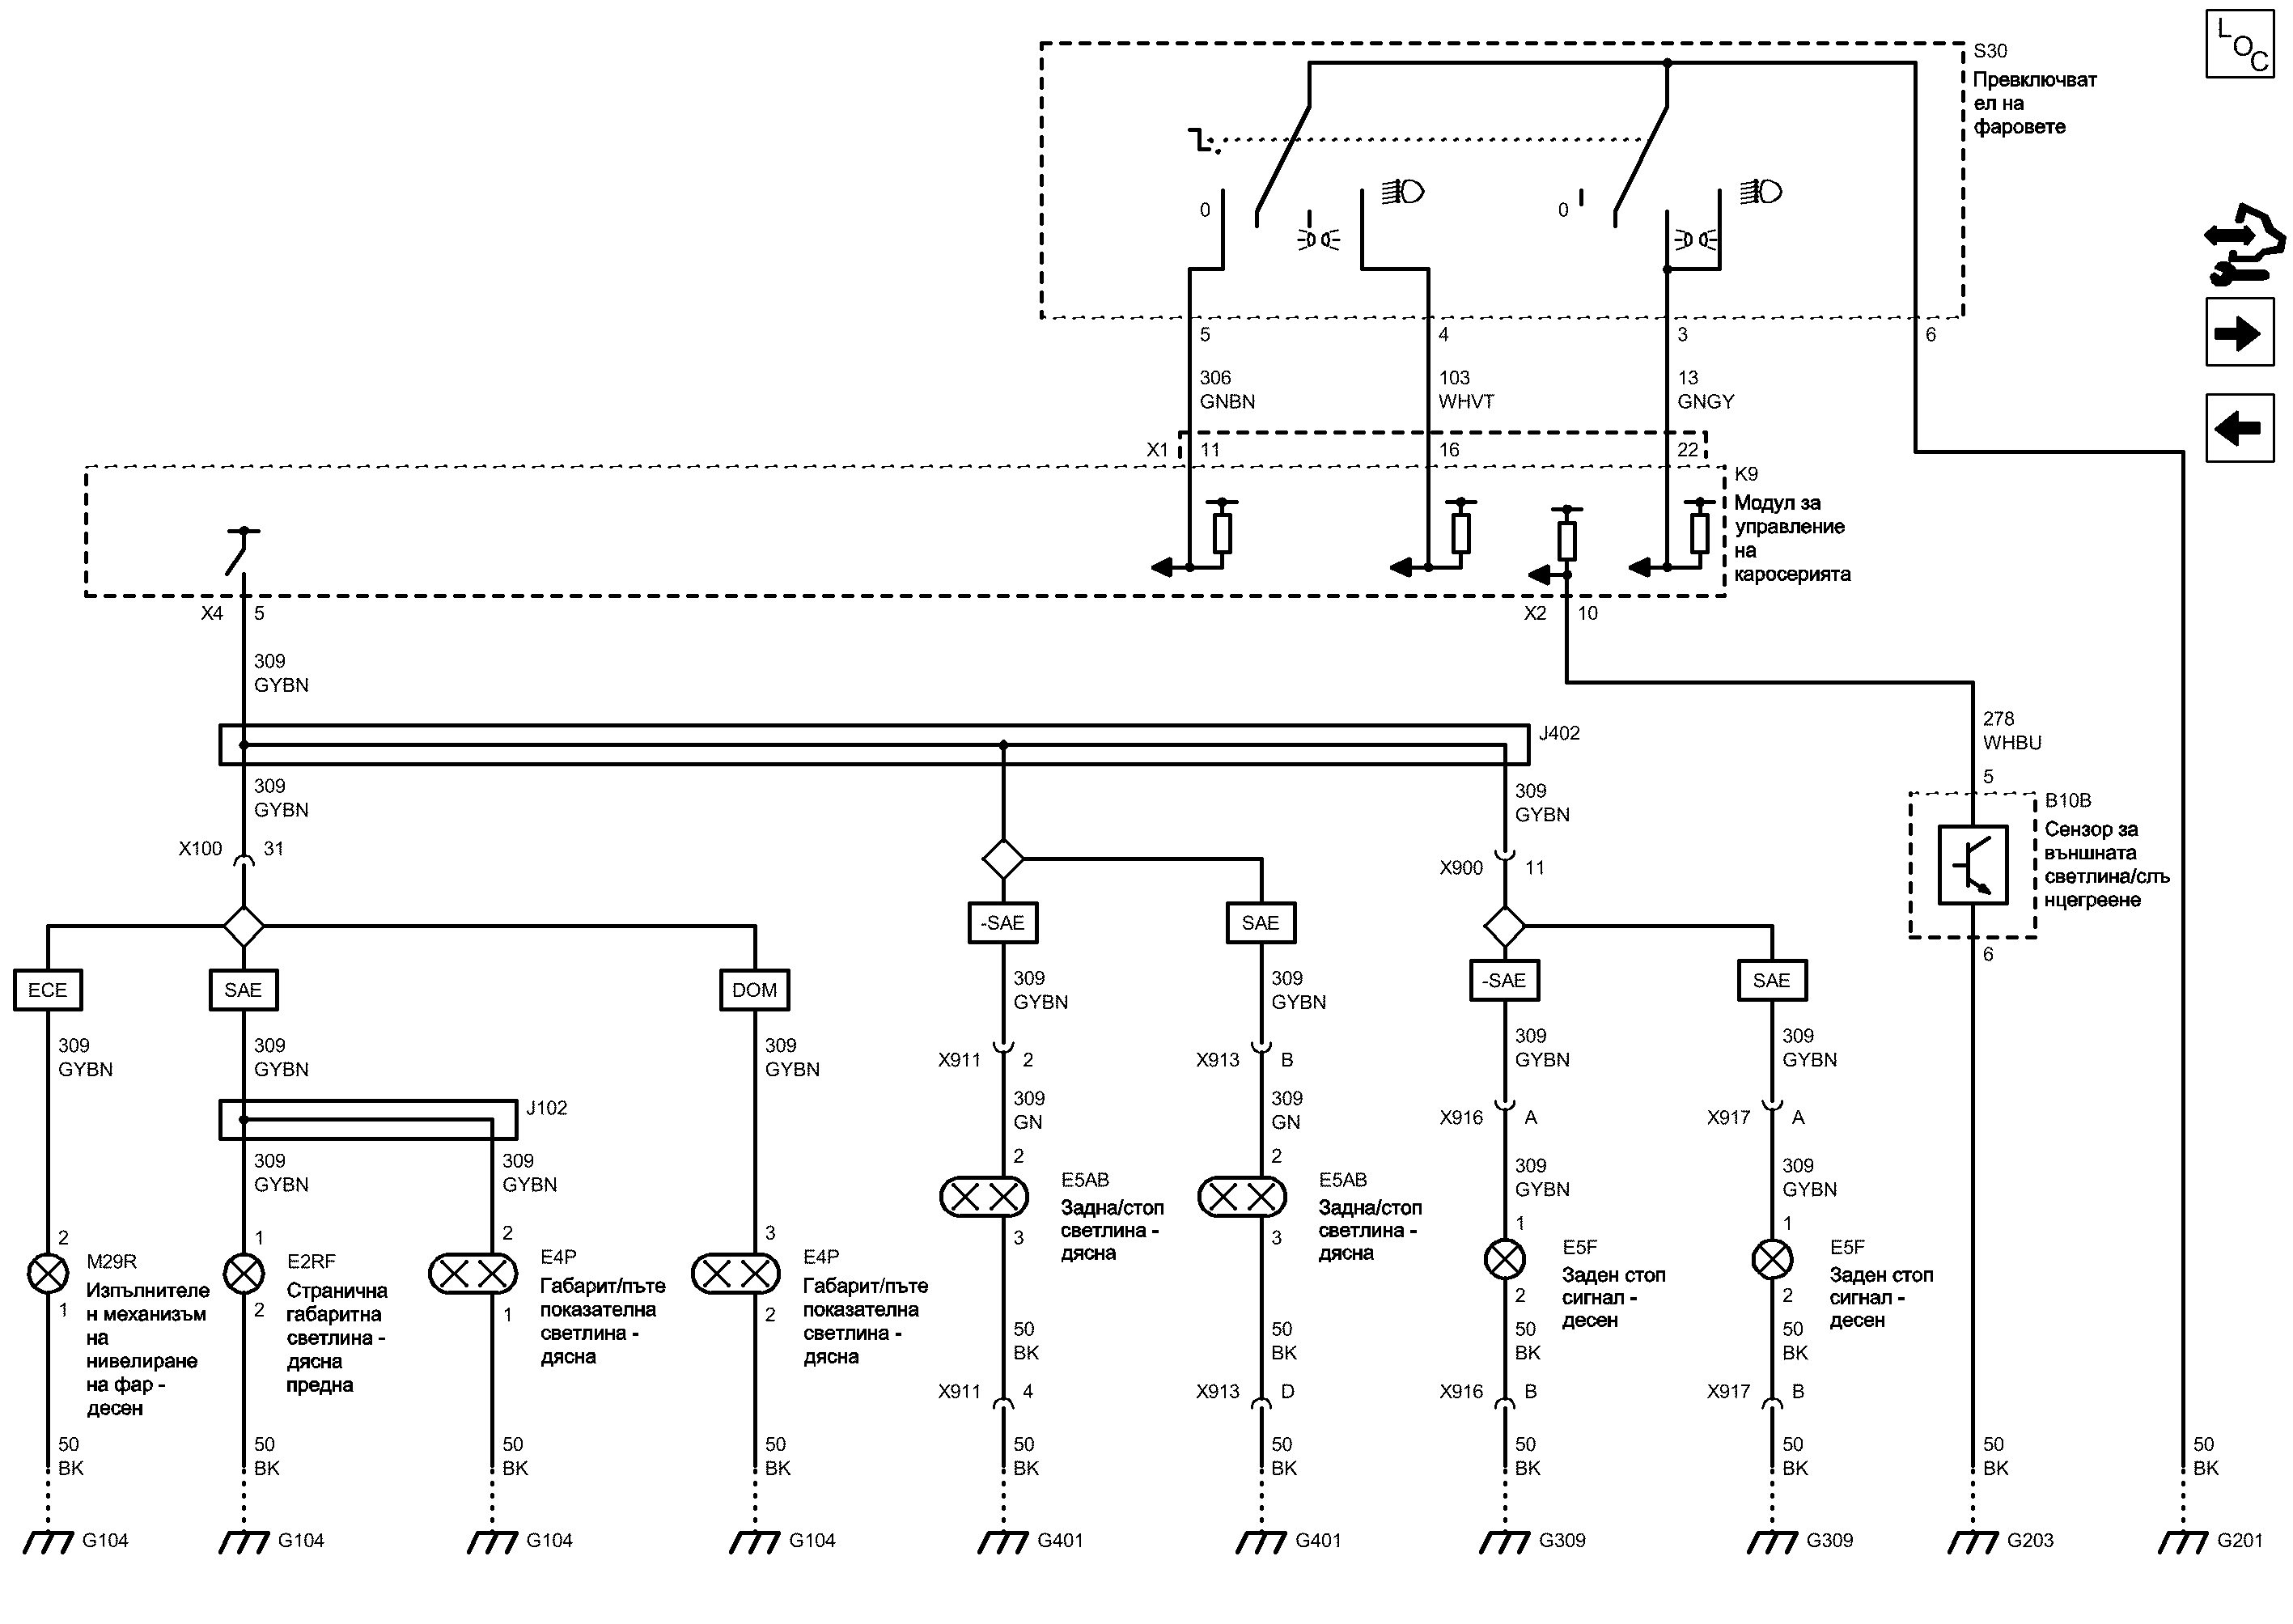 LOC
S30
Превключват
ел на
фаровете
0
0
5
4
3
6
306
GNBN
103
WHVT
13
GNGY
X1
11
16
22
K9
Модул за
управление
на
каросерията
X4
5
X2
10
309
GYBN
278
WHBU
J402
309
GYBN
309
GYBN
5
B10B
Сензор за
външната
светлина/слъ
нцегреене
6
X100
31
X900
11
-SAE
SAE
-SAE
SAE
ECE
SAE
DOM
309
GYBN
309
GYBN
309
GYBN
309
GYBN
309
GYBN
309
GYBN
309
GYBN
X911
2
X913
B
J102
309
GN
309
GN
X916
A
X917
A
309
GYBN
309
GYBN
309
GYBN
309
GYBN
2
E5AB
Задна/стоп
светлина -
дясна
3
2
E5AB
Задна/стоп
светлина -
дясна
3
2
M29R
Изпълнителе
н механизъм
на
нивелиране
на фар -
десен
1
1
E2RF
Странична
габаритна
светлина -
дясна
предна
2
2
E4P
Габарит/пъте
показателна
светлина -
дясна
1
3
E4P
Габарит/пъте
показателна
светлина -
дясна
2
1
E5F
Заден стоп
сигнал -
десен
2
1
E5F
Заден стоп
сигнал -
десен
2
50
BK
50
BK
50
BK
50
BK
X911
4
X913
D
X916
B
X917
B
50
BK
50
BK
50
BK
50
BK
50
BK
50
BK
50
BK
50
BK
50
BK
50
BK
G104
G104
G104
G104
G401
G401
G309
G309
G203
G201